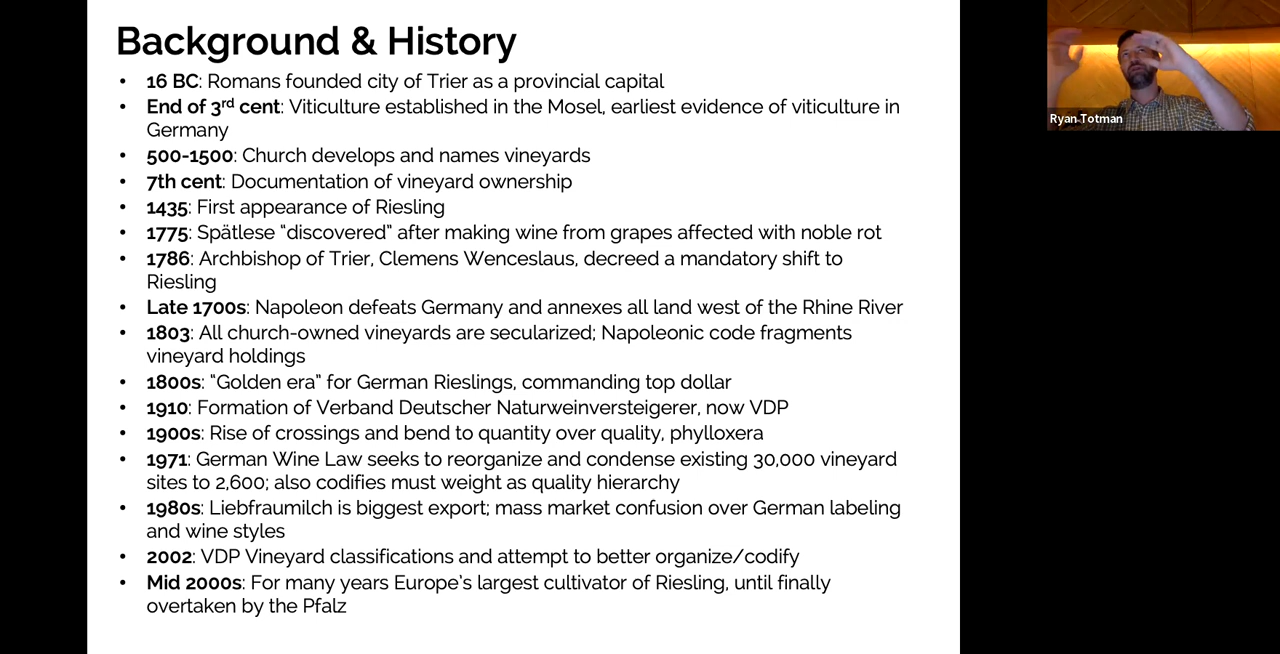 Background & History
• 16 BC: Romans founded city of Trier as a provincial capital
• End of 3rd cent: Viticulture established in the Mosel, earliest evidence of viticulture in
Germany
• 500-1500: Church develops and names vineyards
• 7th cent: Documentation of vineyard ownership
• 1435: First appearance of Riesling
• 1775: Spätlese “discovered” after making wine from grapes affected with noble rot
• 1786: Archbishop of Trier, Clemens Wenceslaus, decreed a mandatory shift to
Riesling
• Late 1700s: Napoleon defeats Germany and annexes all land west of the Rhine River
• 1803: All church-owned vineyards are secularized; Napoleonic code fragments
vineyard holdings
• 1800s: “Golden era” for German Rieslings, commanding top dollar
• 1910: Formation of Verband Deutscher Naturweinversteigerer, now VDP
• 1900s: Rise of crossings and bend to quantity over quality, phylloxera
• 1971: German Wine Law seeks to reorganize and condense existing 30,000 vineyard
sites to 2,600; also codifies must weight as quality hierarchy
• 1980s: Liebfraumilch is biggest export; mass market confusion over German labeling
and wine styles
• 2002: VDP Vineyard classifications and attempt to better organize/codify
• Mid 2000s: For many years Europe's largest cultivator of Riesling, until finally
overtaken by the Pfalz
Ryan Totman